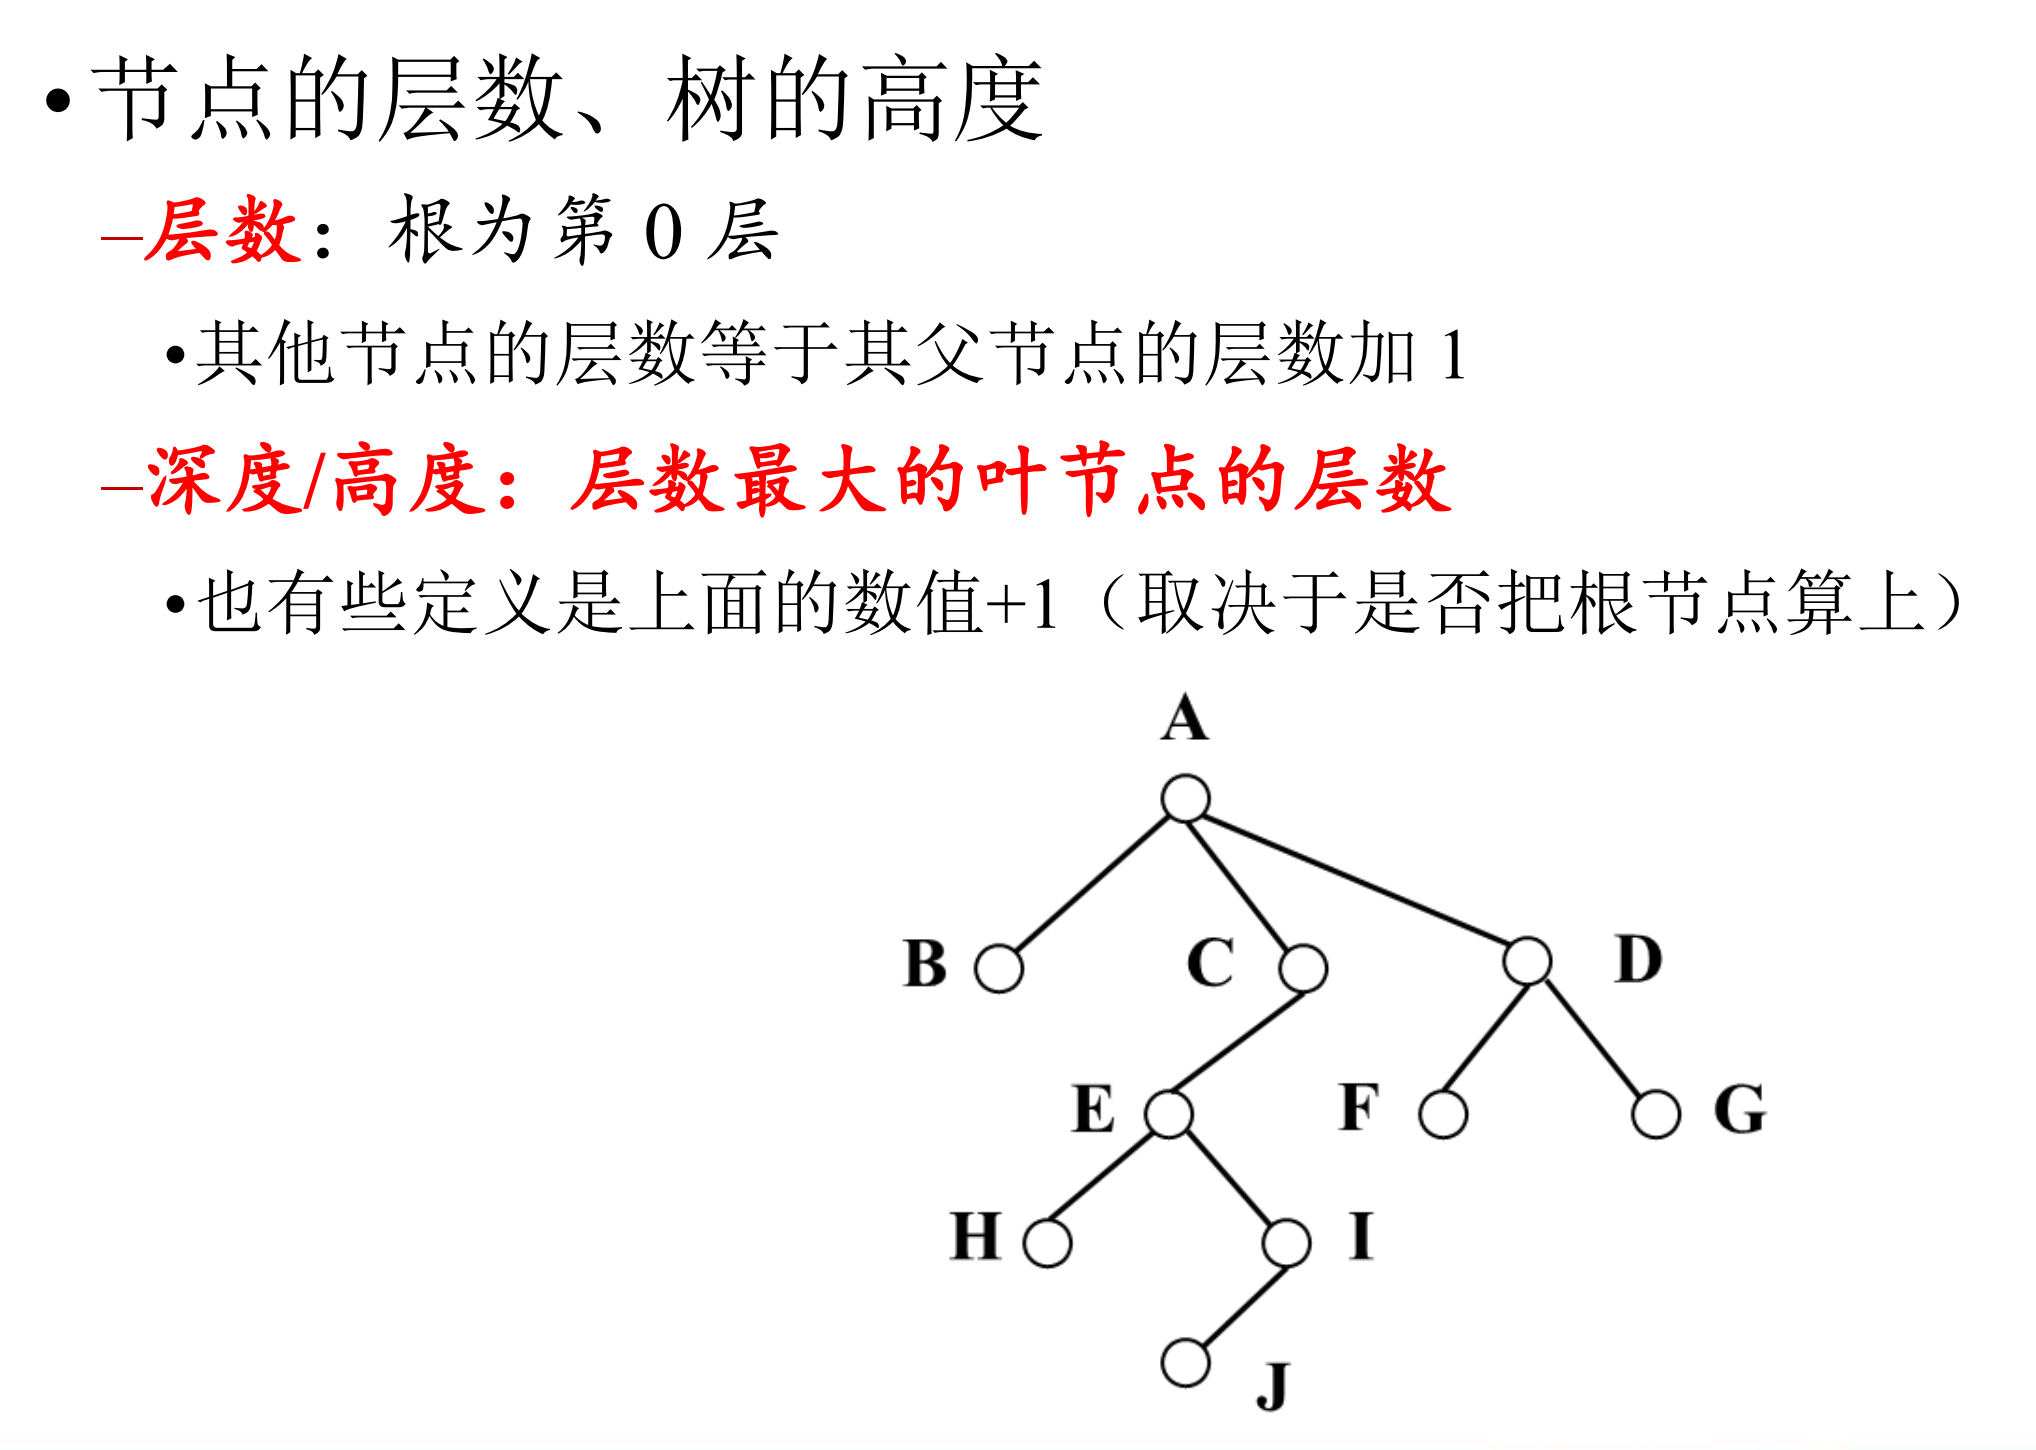 •节点的层数、树的高度
–层数：根为第 0 层
•其他节点的层数等于其父节点的层数加 1
–深度/高度：层数最大的叶节点的层数
•也有些定义是上面的数值+1（取决于是否把根节点算上）
A
B C D
E F G
H I
J